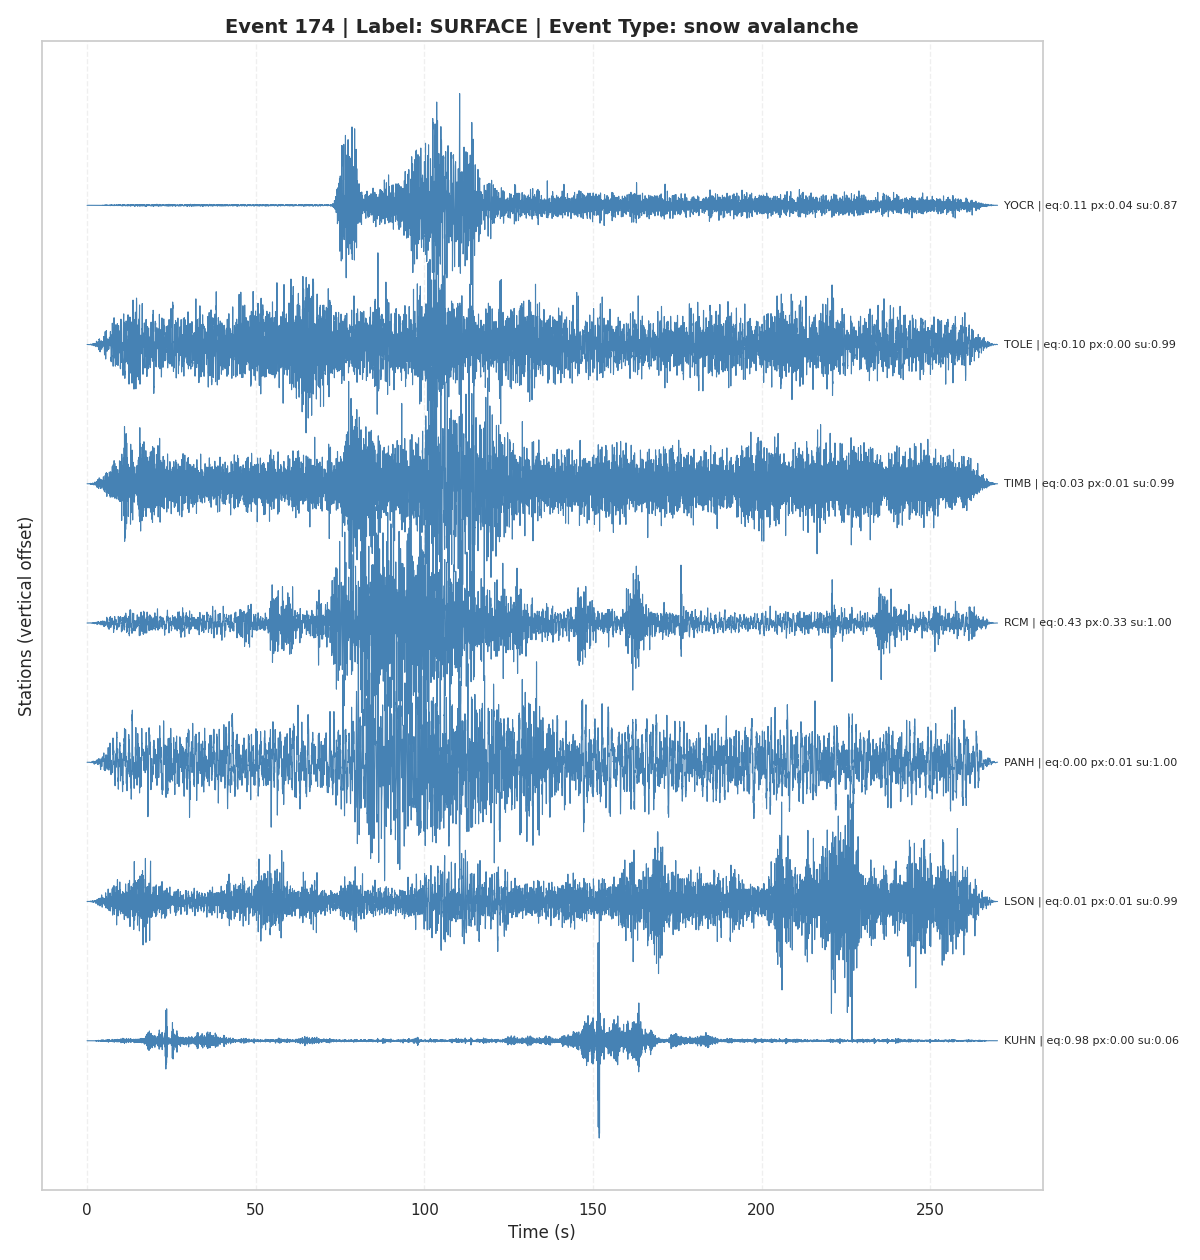 Event 174 | Label: SURFACE | Event Type: snow avalanche
YOCR | eq:0.11 px:0.04 su:0.87
TOLE | eq:0.10 px:0.00 su:0.99
TIMB | eq:0.03 px:0.01 su:0.99
RCM | eq:0.43 px:0.33 su:1.00
PANH | eq:0.00 px:0.01 su:1.00
LSON | eq:0.01 px:0.01 su:0.99
KUHN | eq:0.98 px:0.00 su:0.06
Stations (vertical offset)
0 50 100 150 200 250
Time (s)